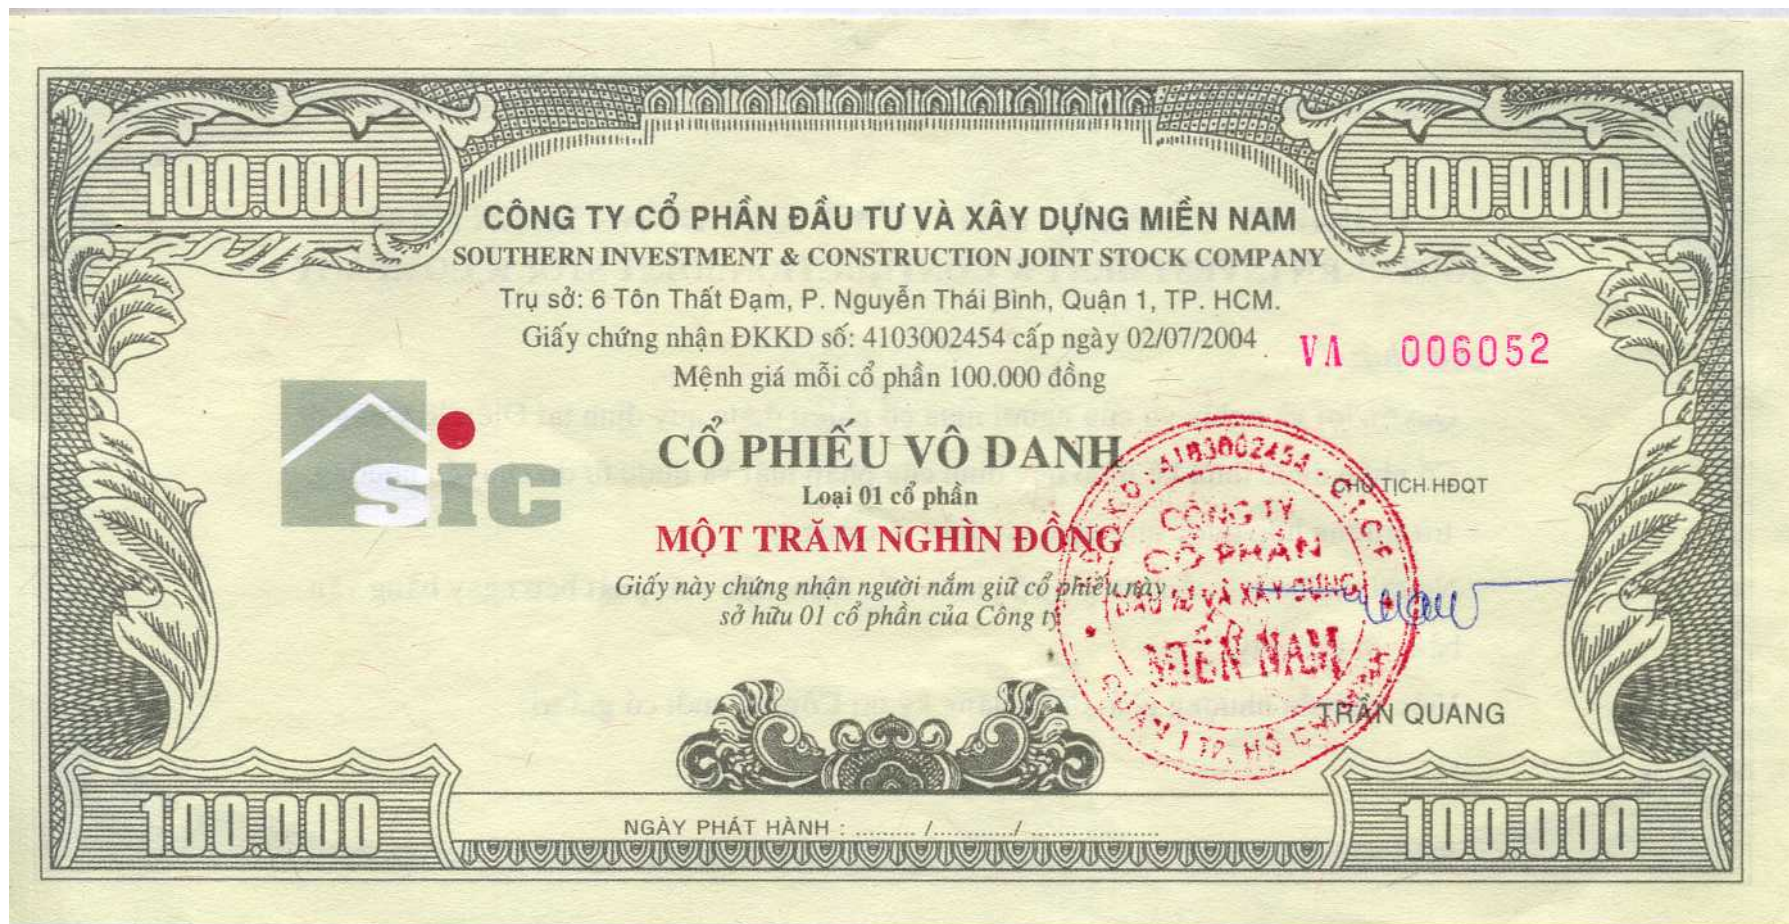 100.000
100.000
CÔNG TY CỔ PHẦN ĐẦU TƯ VÀ XÂY DỰNG MIỀN NAM
SOUTHERN INVESTMENT & CONSTRUCTION JOINT STOCK COMPANY
Trụ sở: 6 Tôn Thất Đạm, P. Nguyễn Thái Bình, Quận 1, TP. HCM.
Giấy chứng nhận ĐKKD số: 4103002454 cấp ngày 02/07/2004
VA 006052
Mệnh giá mỗi cổ phần 100.000 đồng
sic
CỔ PHIẾU VÔ DANH
Loại 01 cổ phần
MỘT TRĂM NGHÌN ĐỒNG
Giấy này chứng nhận người nắm giữ cổ phiếu này
sở hữu 01 cổ phần của Công ty
CHỦ TỊCH HĐQT
CÔNG TY
CỔ PHẦN
ĐẦU TƯ VÀ XÂY DỰNG
MIỀN NAM
TRẦN QUANG
NGÀY PHÁT HÀNH : ......... /............/ ...................
100.000
100.000